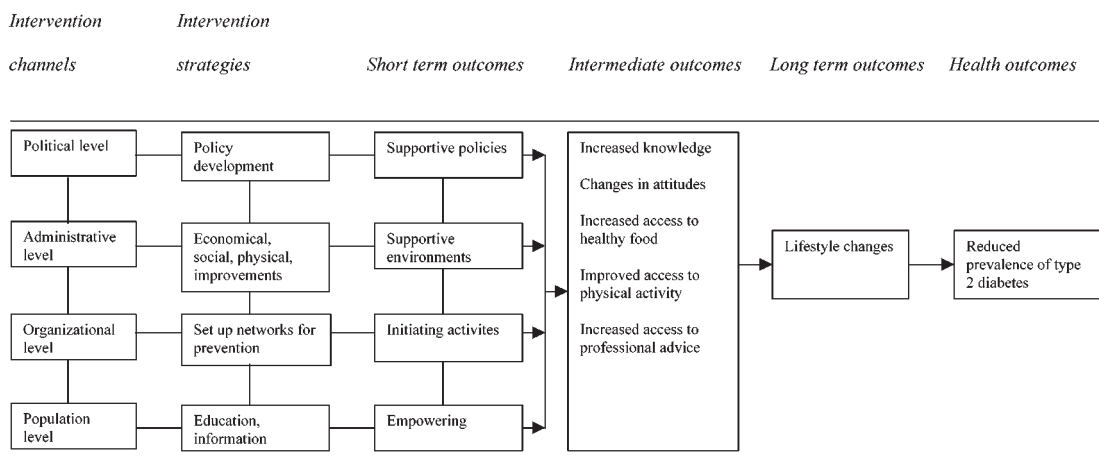 Intervention
channels
Intervention
strategies
Short term outcomes
Intermediate outcomes
Long term outcomes
Health outcomes
Political level
Policy
development
Supportive policies
Administrative
level
Economical,
social, physical,
improvements
Supportive
environments
Organizational
level
Set up networks for
prevention
Initiating activites
Population
level
Education,
information
Empowering
Increased knowledge
Changes in attitudes
Increased access to
healthy food
Improved access to
physical activity
Increased access to
professional advice
Lifestyle changes
Reduced
prevalence of type
2 diabetes